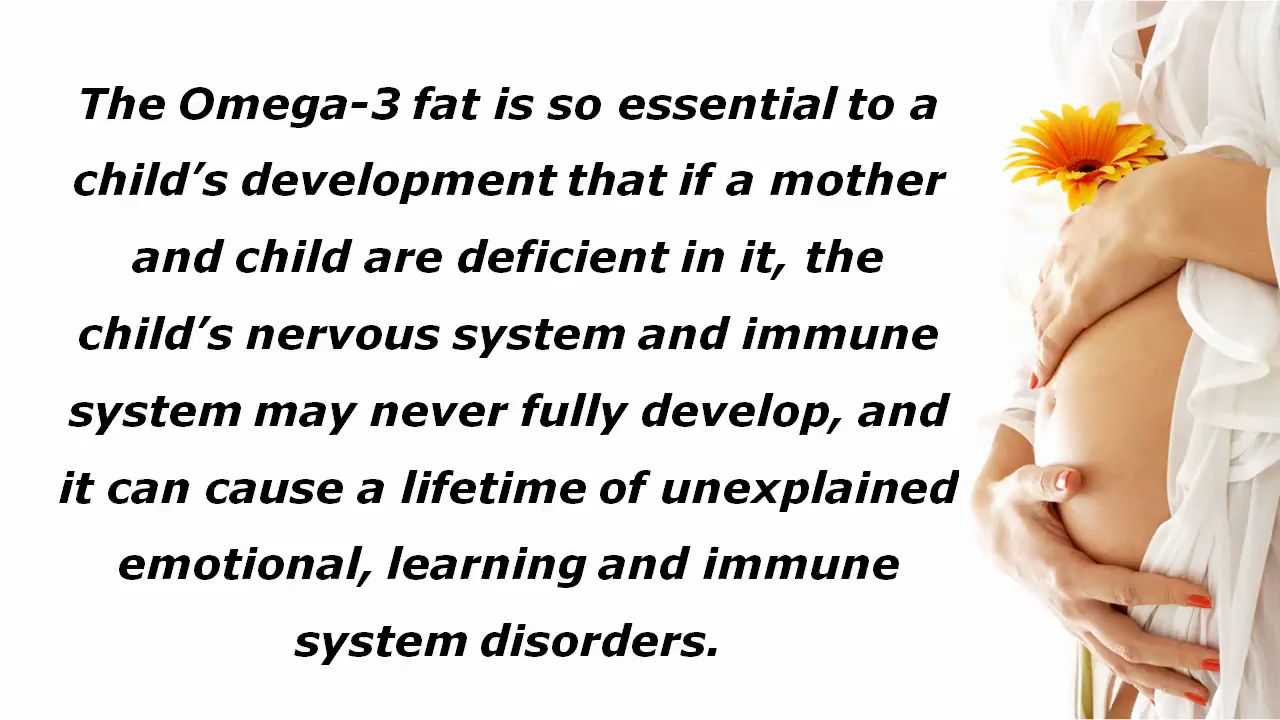 The Omega-3 fat is so essential to a
child’s development that if a mother
and child are deficient in it, the
child’s nervous system and immune
system may never fully develop, and
it can cause a lifetime of unexplained
emotional, learning and immune
system disorders.